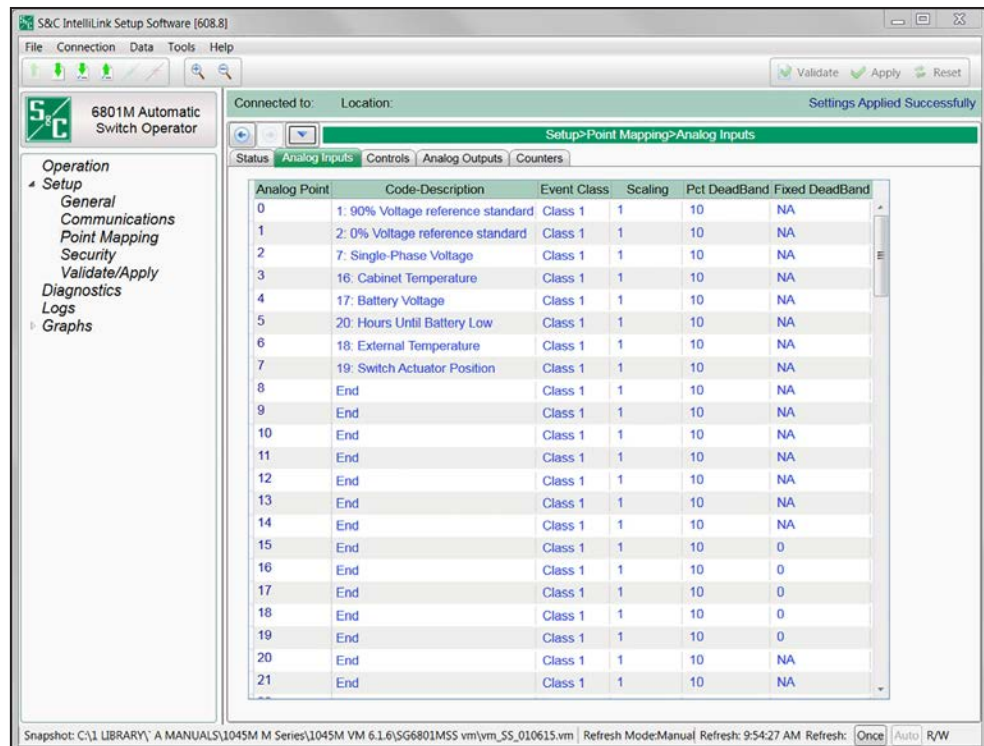 S&C IntelliLink Setup Software [608.8]
File Connection Data Tools Help
Validate Apply Reset
S&C
6801M Automatic
Switch Operator
Connected to: Location: Settings Applied Successfully
Setup>Point Mapping>Analog Inputs
Status Analog Inputs Controls Analog Outputs Counters
Operation
Setup
General
Communications
Point Mapping
Security
Validate/Apply
Diagnostics
Logs
Graphs
Analog Point Code-Description Event Class Scaling Pct DeadBand Fixed DeadBand
0 1: 90% Voltage reference standard Class 1 1 10 NA
1 2: 0% Voltage reference standard Class 1 1 10 NA
2 7: Single-Phase Voltage Class 1 1 10 NA
3 16: Cabinet Temperature Class 1 1 10 NA
4 17: Battery Voltage Class 1 1 10 NA
5 20: Hours Until Battery Low Class 1 1 10 NA
6 18: External Temperature Class 1 1 10 NA
7 19: Switch Actuator Position Class 1 1 10 NA
8 End Class 1 1 10 NA
9 End Class 1 1 10 NA
10 End Class 1 1 10 NA
11 End Class 1 1 10 NA
12 End Class 1 1 10 NA
13 End Class 1 1 10 NA
14 End Class 1 1 10 NA
15 End Class 1 1 10 0
16 End Class 1 1 10 0
17 End Class 1 1 10 0
18 End Class 1 1 10 0
19 End Class 1 1 10 0
20 End Class 1 1 10 NA
21 End Class 1 1 10 NA
Snapshot: C:\1 LIBRARY\` A MANUALS\1045M M Series\1045M VM 6.1.6\SG6801MSS vm\vm_SS_010615.vm Refresh Mode:Manual Refresh: 9:54:27 AM Refresh: Once Auto R/W